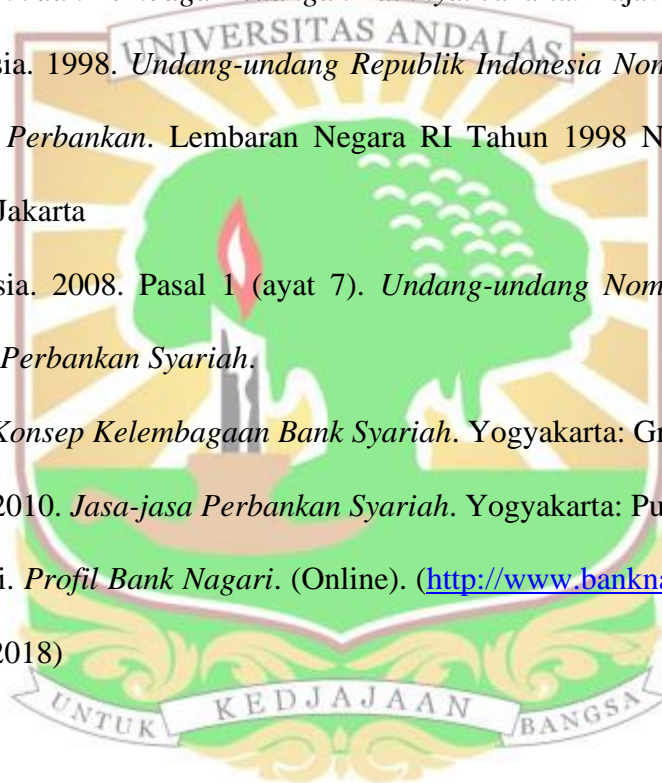 UNIVERSITAS ANDALAS
sia. 1998. Undang-undang Republik Indonesia Nom
Perbankan. Lembaran Negara RI Tahun 1998 N
Jakarta
sia. 2008. Pasal 1 (ayat 7). Undang-undang Nom
Perbankan Syariah.
Konsep Kelembagaan Bank Syariah. Yogyakarta: Gr
2010. Jasa-jasa Perbankan Syariah. Yogyakarta: Pu
i. Profil Bank Nagari. (Online). (http://www.bankna
2018)
UNTUK KEDJAJAAN BANGSA